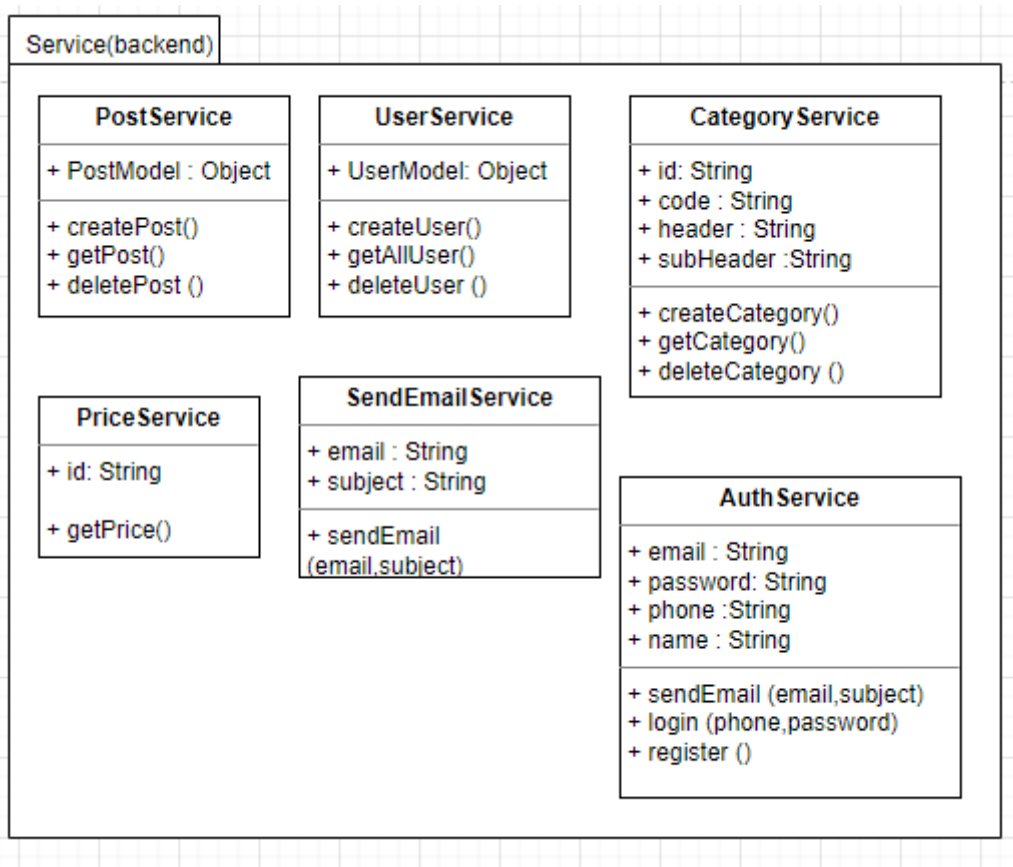 Service(backend)
PostService
+ PostModel : Object
+ createPost()
+ getPost()
+ deletePost ()
UserService
+ UserModel: Object
+ createUser()
+ getAllUser()
+ deleteUser ()
CategoryService
+ id: String
+ code : String
+ header : String
+ subHeader :String
+ createCategory()
+ getCategory()
+ deleteCategory ()
PriceService
+ id: String
+ getPrice()
SendEmailService
+ email : String
+ subject : String
+ sendEmail
(email,subject)
AuthService
+ email : String
+ password: String
+ phone :String
+ name : String
+ sendEmail (email,subject)
+ login (phone,password)
+ register ()